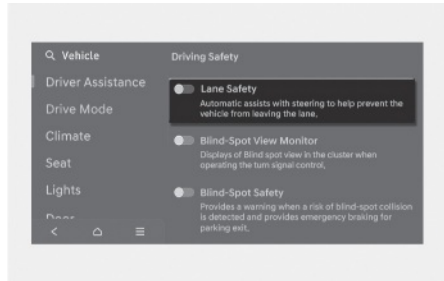 Vehicle
Driving Safety
Driver Assistance
Drive Mode
Climate
Seat
Lights
Door
Lane Safety
Automatic assists with steering to help prevent the
vehicle from leaving the lane.
Blind-Spot View Monitor
Displays of Blind spot view in the cluster when
operating the turn signal control,
Blind-Spot Safety
Provides a warning when a risk of blind-spot collision
is detected and provides emergency braking for
parking exit.